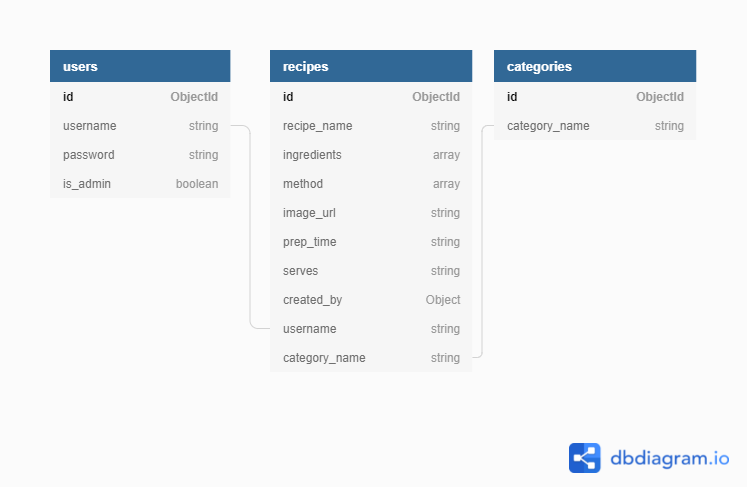 users
id ObjectId
username string
password string
is_admin boolean
recipes
id ObjectId
recipe_name string
ingredients array
method array
image_url string
prep_time string
serves string
created_by Object
username string
category_name string
categories
id ObjectId
category_name string
dbdiagram.io